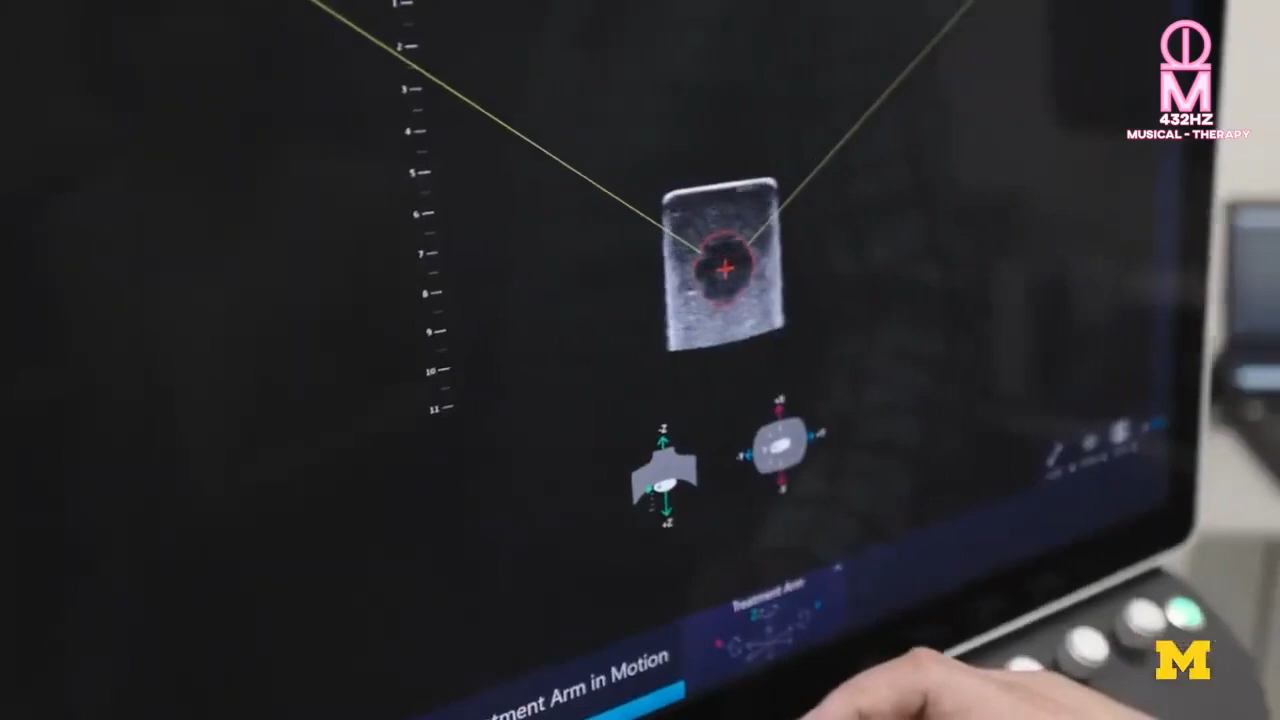 1
2
3
4
5
6
7
8
9
10
11
M
432HZ
MUSICAL - THERAPY
-Z
+Z
Treatment Arm
tment Arm in Motion
M